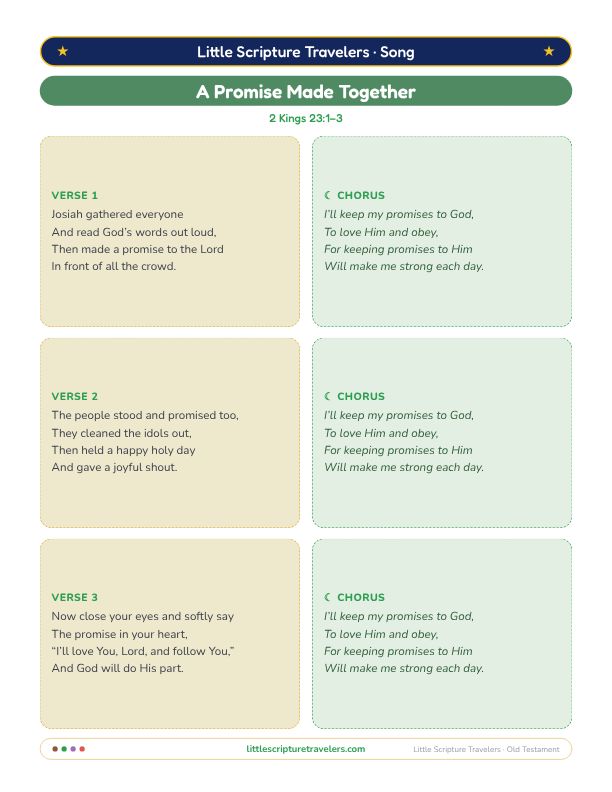 Little Scripture Travelers · Song
A Promise Made Together
2 Kings 23:1–3
VERSE 1
Josiah gathered everyone
And read God’s words out loud,
Then made a promise to the Lord
In front of all the crowd.
CHORUS
I’ll keep my promises to God,
To love Him and obey,
For keeping promises to Him
Will make me strong each day.
VERSE 2
The people stood and promised too,
They cleaned the idols out,
Then held a happy holy day
And gave a joyful shout.
CHORUS
I’ll keep my promises to God,
To love Him and obey,
For keeping promises to Him
Will make me strong each day.
VERSE 3
Now close your eyes and softly say
The promise in your heart,
“I’ll love You, Lord, and follow You,”
And God will do His part.
CHORUS
I’ll keep my promises to God,
To love Him and obey,
For keeping promises to Him
Will make me strong each day.
littlescripturetravelers.com
Little Scripture Travelers · Old Testament